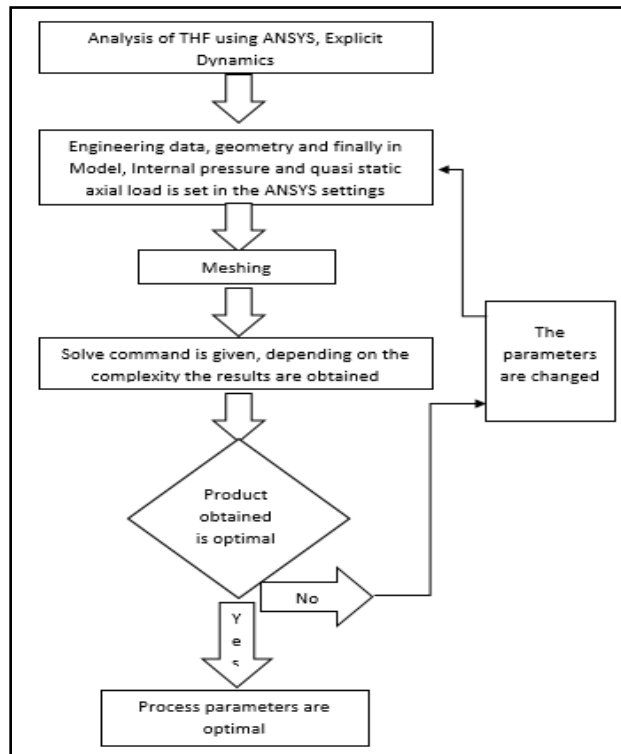 Analysis of THF using ANSYS, Explicit
Dynamics
Engineering data, geometry and finally in
Model, Internal pressure and quasi static
axial load is set in the ANSYS settings
Meshing
Solve command is given, depending on the
complexity the results are obtained
The
parameters
are changed
Product
obtained
is optimal
No
Y
e
s
Process parameters are
optimal